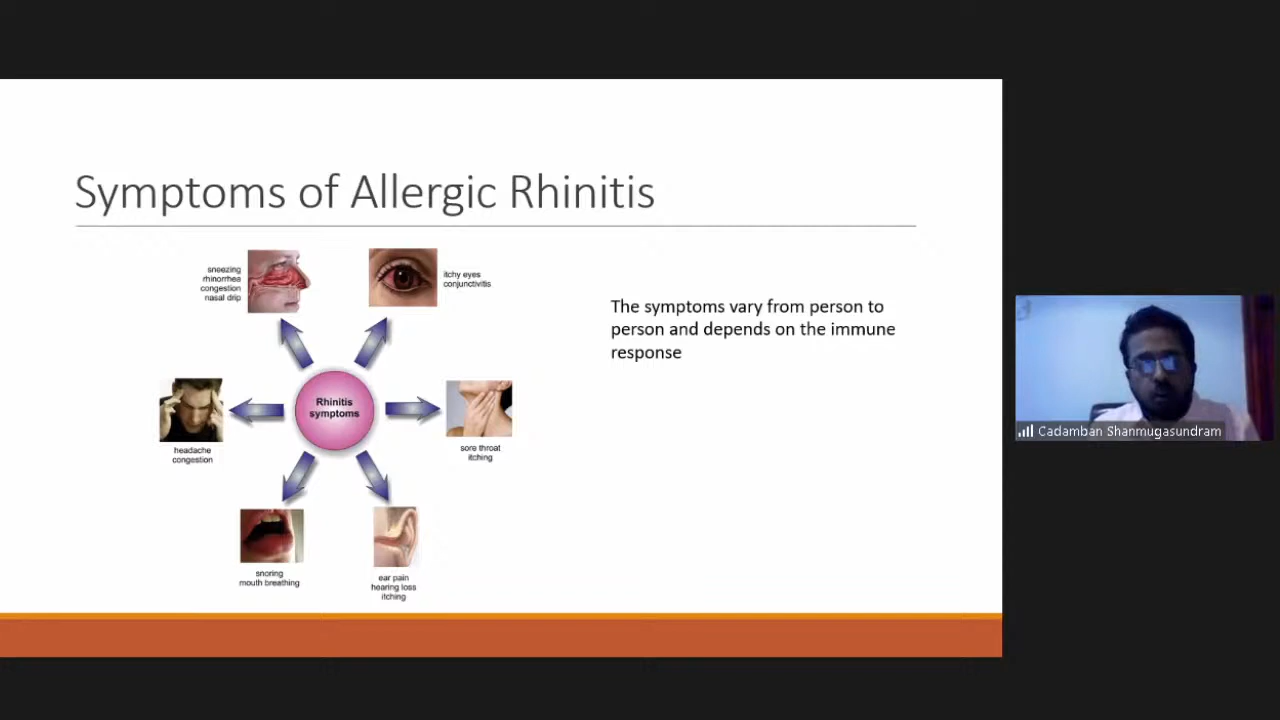 Symptoms of Allergic Rhinitis
sneezing
rhinorrhea
congestion
nasal drip
itchy eyes
conjunctivitis
The symptoms vary from person to
person and depends on the immune
response
Rhinitis
symptoms
headache
congestion
sore throat
itching
snoring
mouth breathing
ear pain
hearing loss
itching
Cadamban Shanmugasundram